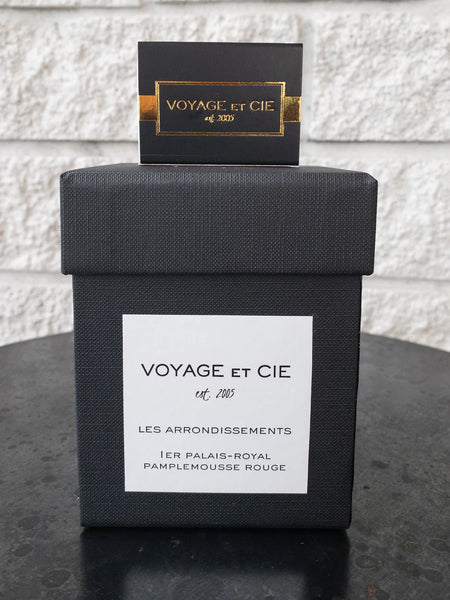 VOYAGE ET CIE
est. 2005
VOYAGE ET CIE
est. 2005
LES ARRONDISSEMENTS
1ER PALAIS-ROYAL
PAMPLEMOUSSE ROUGE